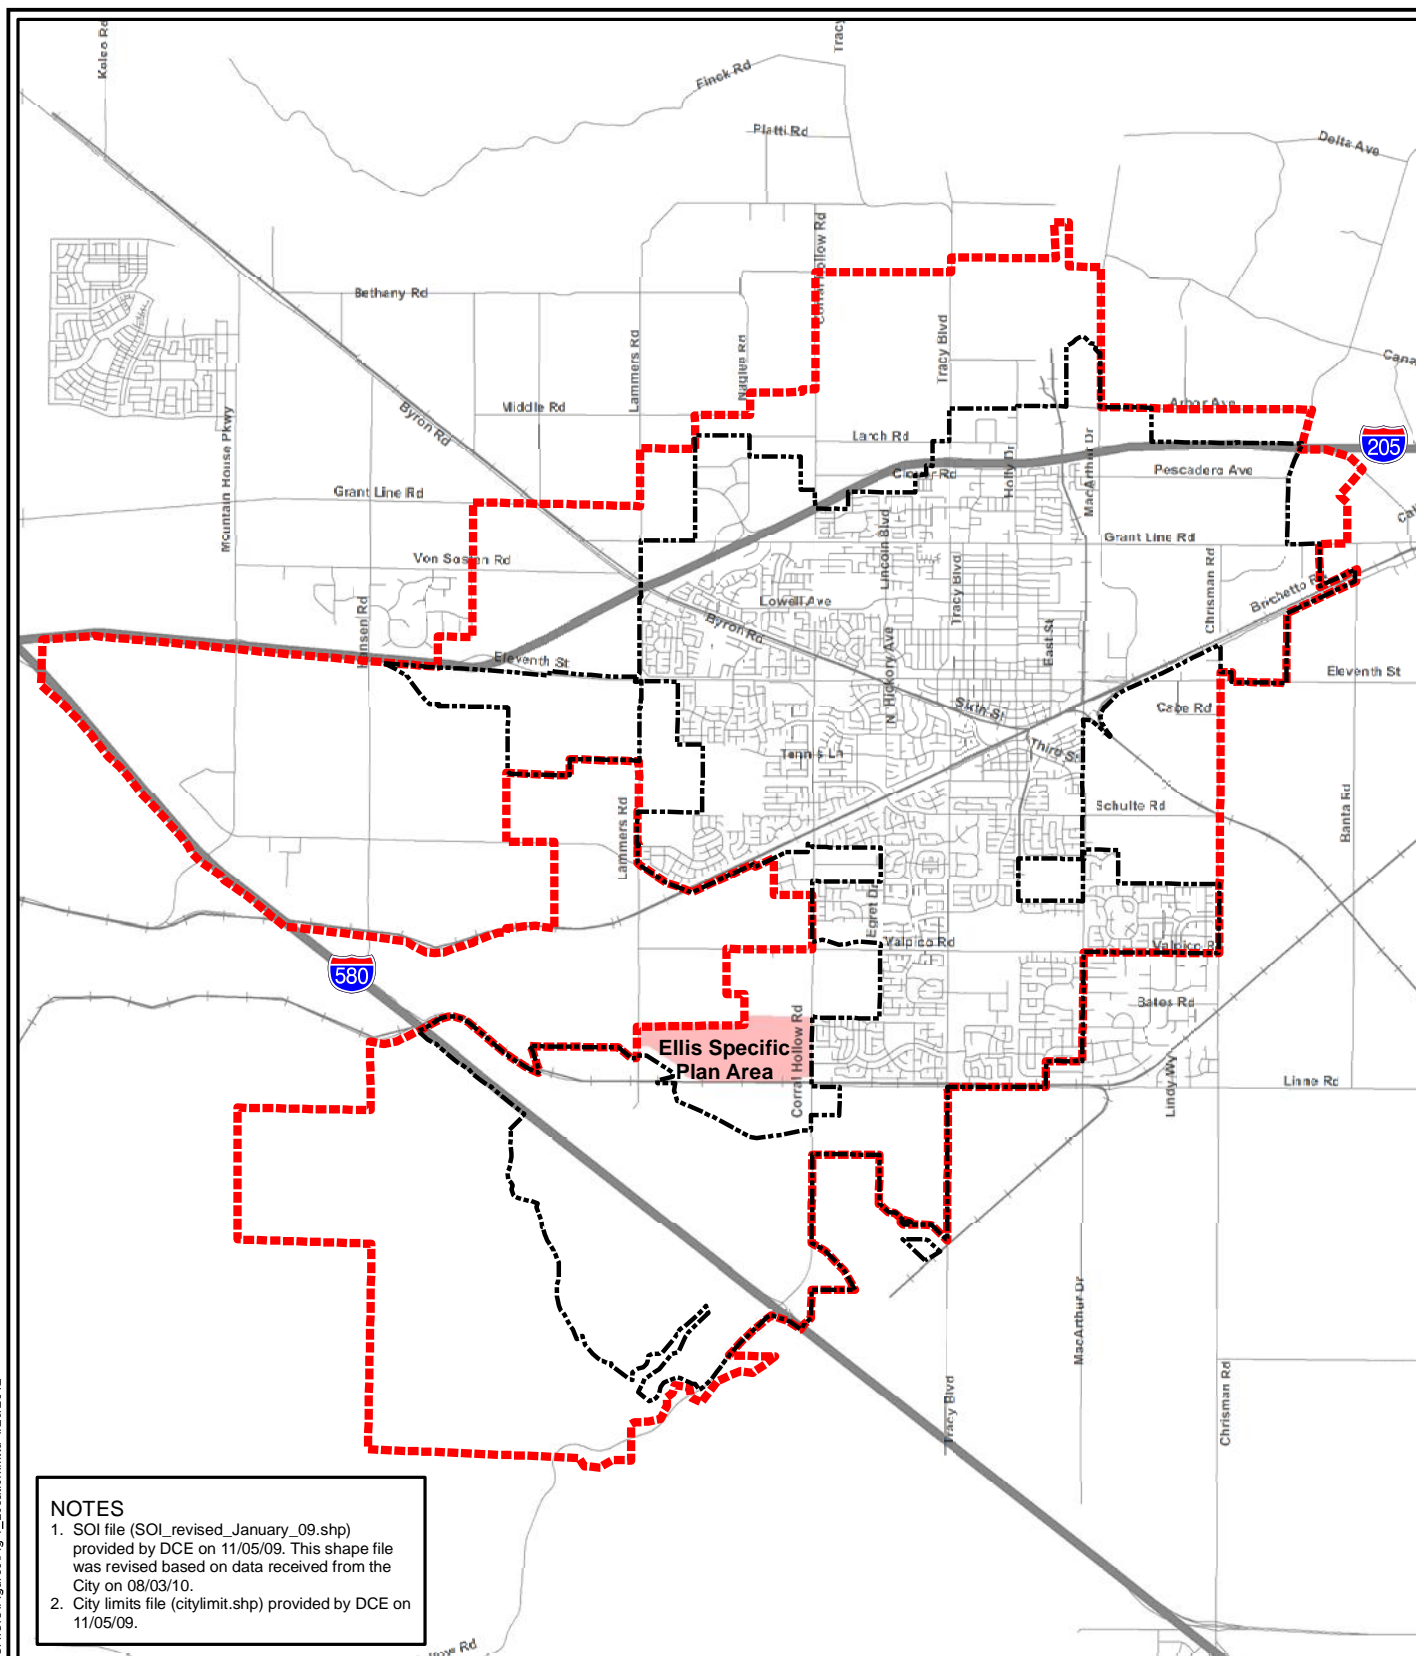 Kelso Rd
Tracy
Finck Rd
Platti Rd
Delta Ave
Corral Hollow Rd
Bethany Rd
Lammers Rd
Naglee Rd
Tracy Blvd
Mountain House Pkwy
Byron Rd
Middle Rd
Arbor Ave
Larch Rd
Clover Rd
Holly Dr
MacArthur Dr
205
Pescadero Ave
Grant Line Rd
Lincoln Blvd
Grant Line Rd
Von Sosten Rd
Chrisman Rd
Brichetto R
Lowell Ave
Tracy Blvd
Byron Rd
Hansen Rd
East St
Eleventh St
N Hickory Ave
Eleventh St
Sixth St
Cabe Rd
Tennis Ln
Third St
Lammers Rd
Schulte Rd
Banta Rd
Egret Dr
Valpico Rd
Valpico R
580
Bates Rd
Ellis Specific
Plan Area
Corral Hollow Rd
Lindy Wy
Linne Rd
MacArthur Dr
Tracy Blvd
Chrisman Rd
NOTES
1. SOI file (SOI_revised_January_09.shp)
provided by DCE on 11/05/09. This shape file
was revised based on data received from the
City on 08/03/10.
2. City limits file (citylimit.shp) provided by DCE on
11/05/09.